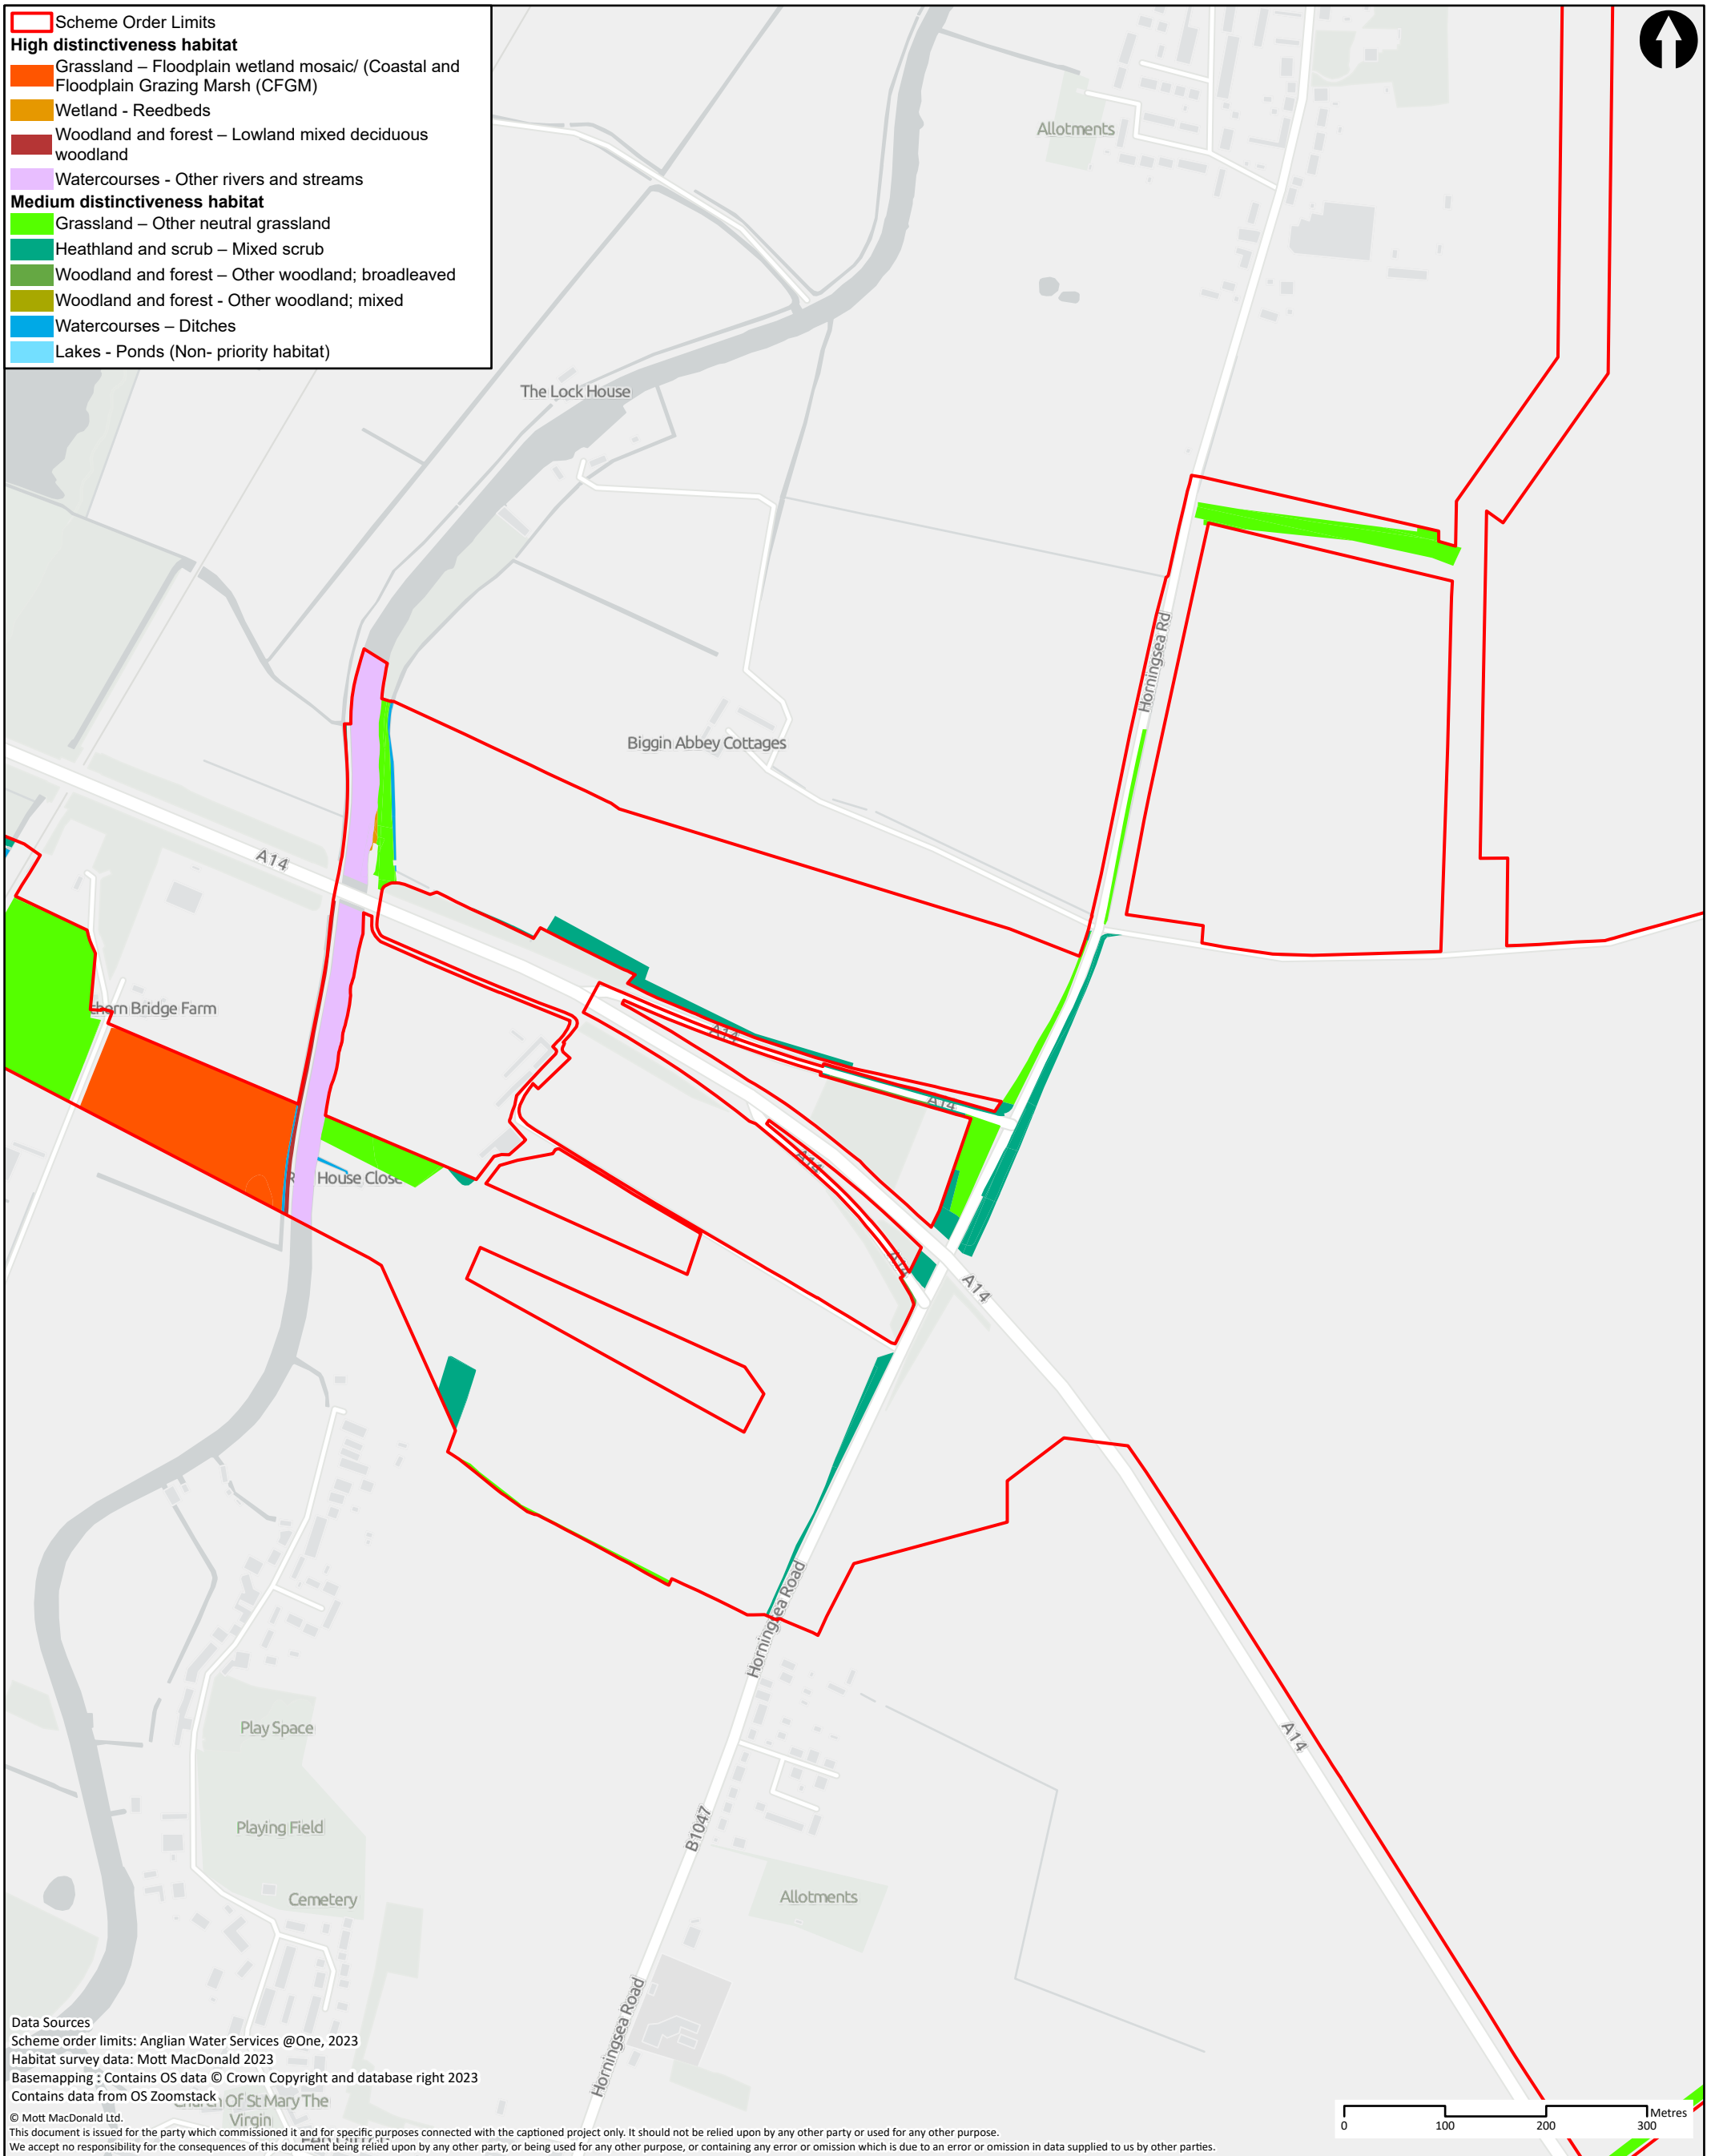 Scheme Order Limits
High distinctiveness habitat
Grassland – Floodplain wetland mosaic/ (Coastal and
Floodplain Grazing Marsh (CFGM)
Wetland - Reedbeds
Woodland and forest – Lowland mixed deciduous
woodland
Watercourses - Other rivers and streams
Medium distinctiveness habitat
Grassland – Other neutral grassland
Heathland and scrub – Mixed scrub
Woodland and forest – Other woodland; broadleaved
Woodland and forest - Other woodland; mixed
Watercourses – Ditches
Lakes - Ponds (Non- priority habitat)
Allotments
The Lock House
Horningsea Rd
Biggin Abbey Cottages
A14
Bridge Farm
A14
A14
A14
A14
House Close
A14
Horningsea Road
A14
Play Space
Playing Field
B1047
Cemetery
Allotments
Horningsea Road
Data Sources
Scheme order limits: Anglian Water Services @One, 2023
Habitat survey data: Mott MacDonald 2023
Basemapping : Contains OS data © Crown Copyright and database right 2023
Contains data from OS Zoomstack
Church Of St Mary The
Virgin
© Mott MacDonald Ltd.
This document is issued for the party which commissioned it and for specific purposes connected with the captioned project only. It should not be relied upon by any other party or used for any other purpose.
We accept no responsibility for the consequences of this document being relied upon by any other party, or being used for any other purpose, or containing any error or omission which is due to an error or omission in data supplied to us by other parties.
Metres
0 100 200 300